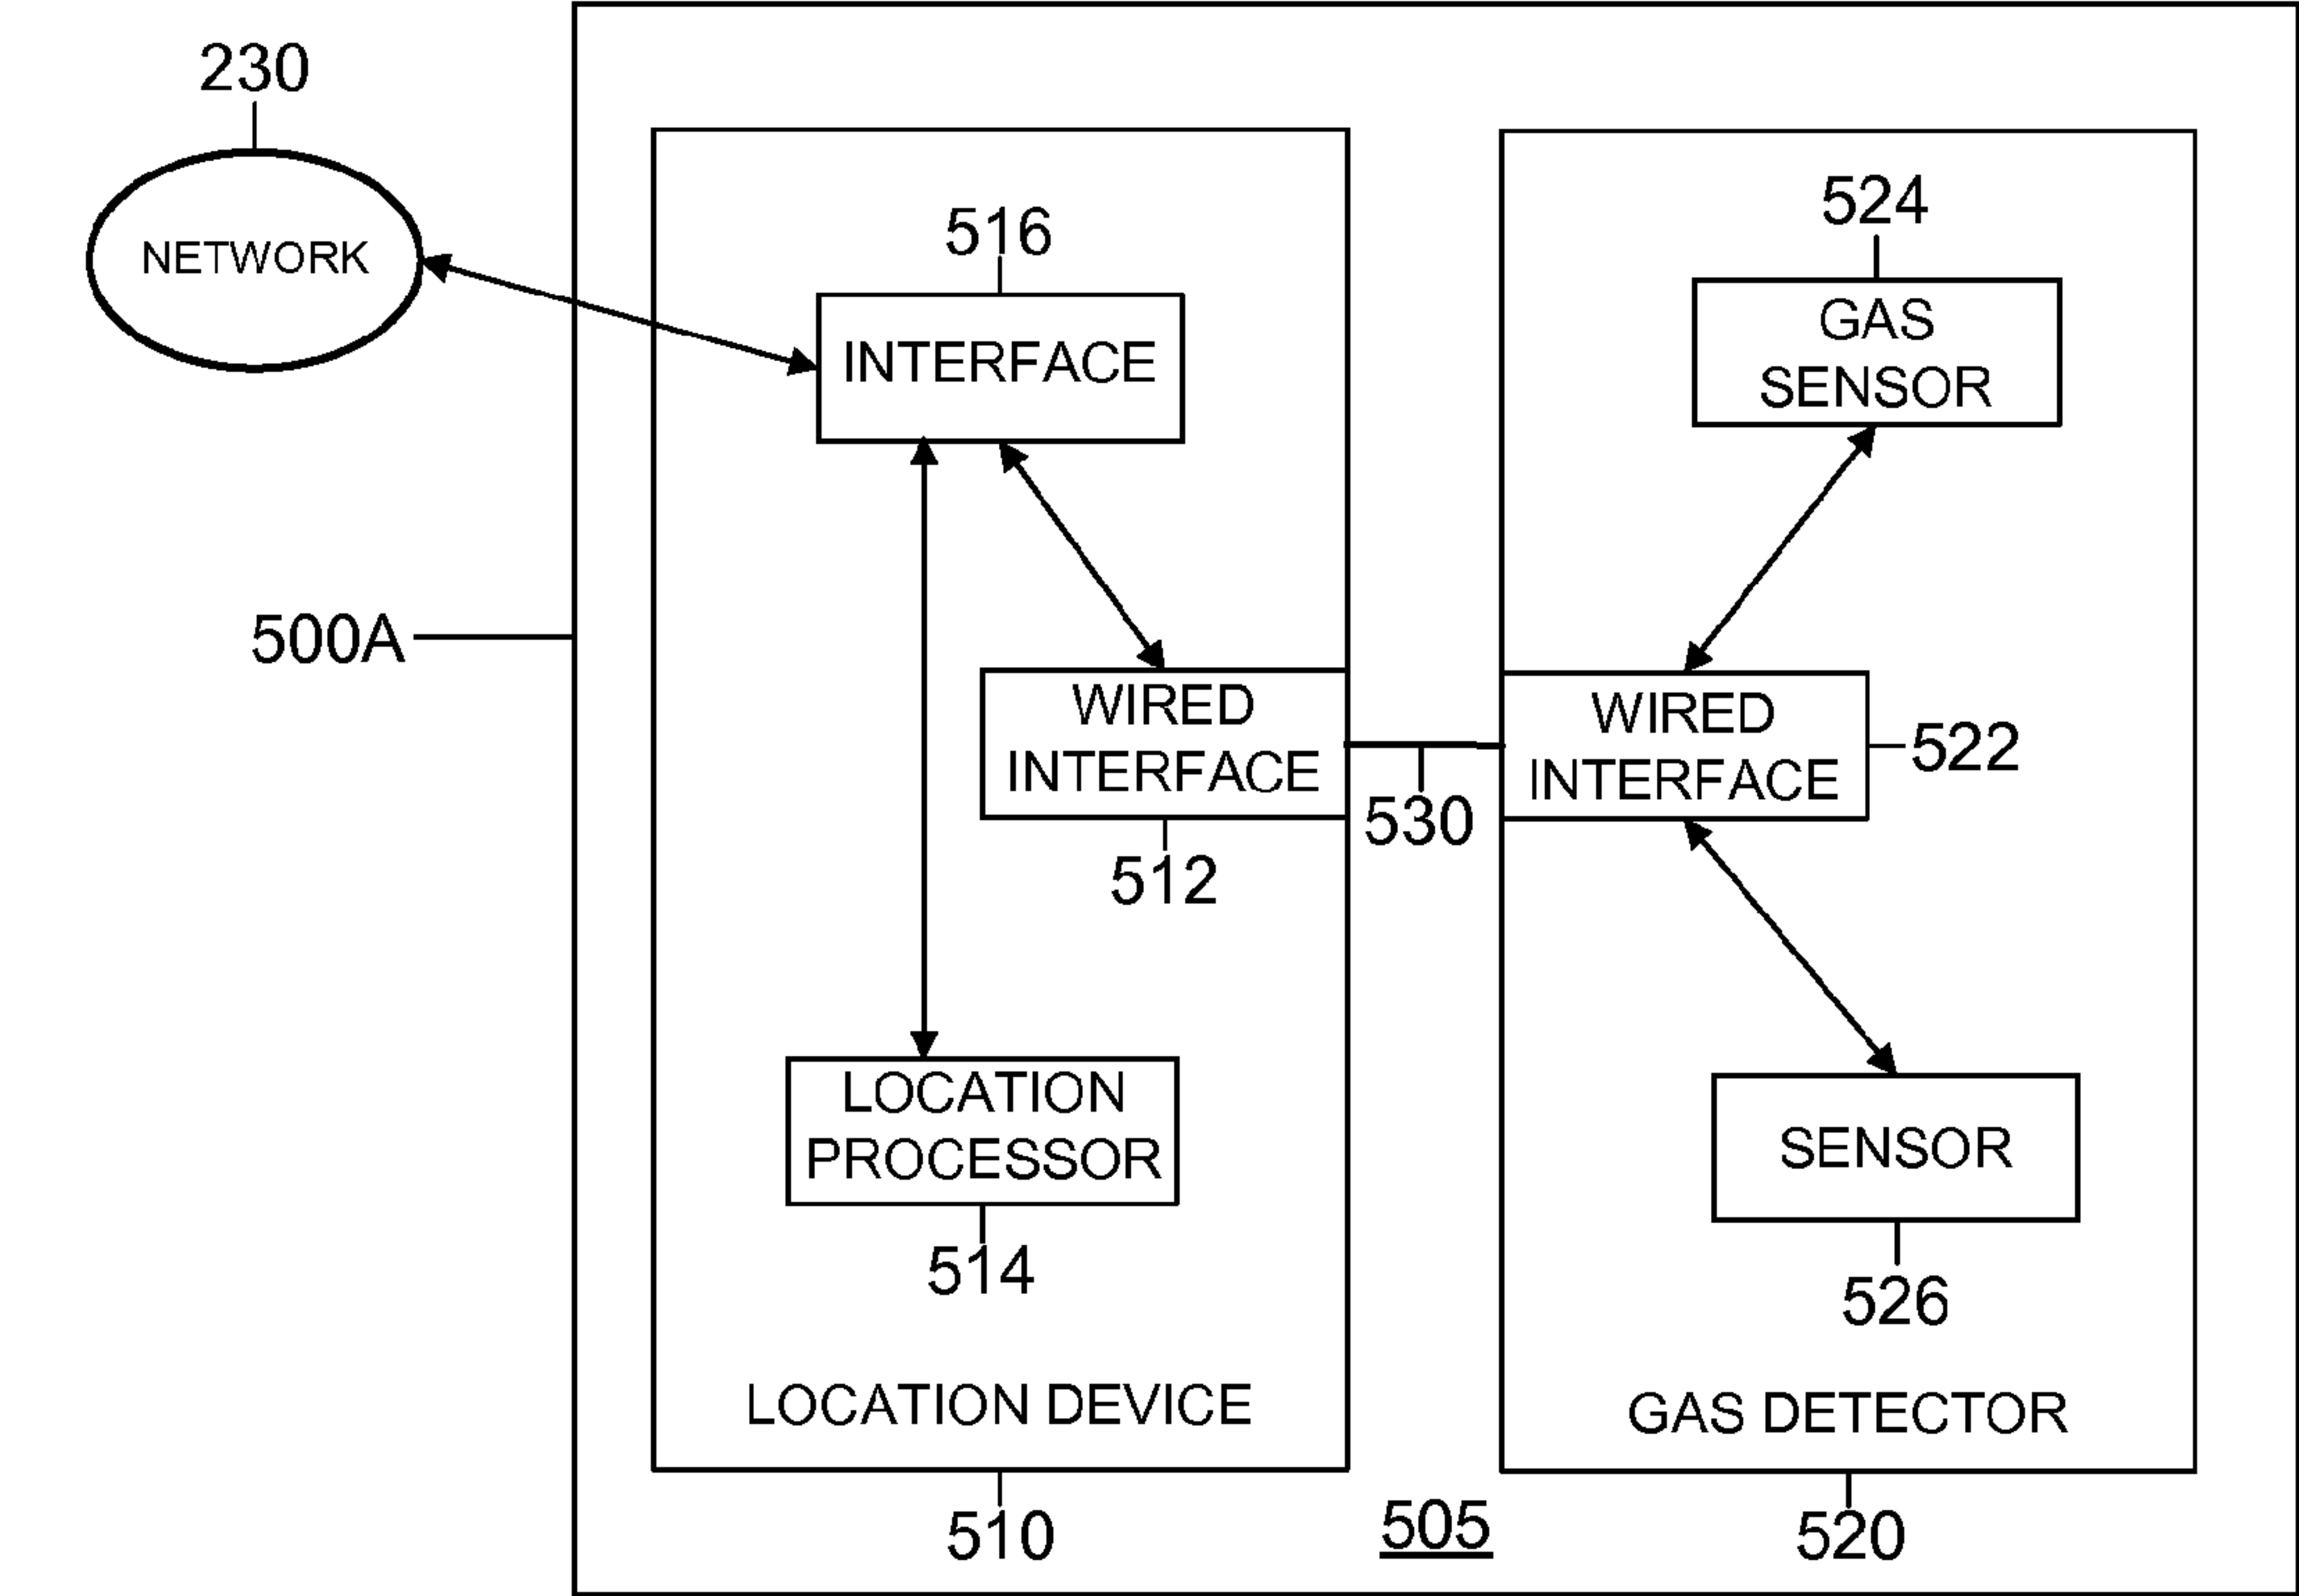 230
NETWORK
500A
516
INTERFACE
WIRED
INTERFACE
512
LOCATION
PROCESSOR
514
LOCATION DEVICE
510
530
505
524
GAS
SENSOR
WIRED
INTERFACE
522
SENSOR
526
GAS DETECTOR
520